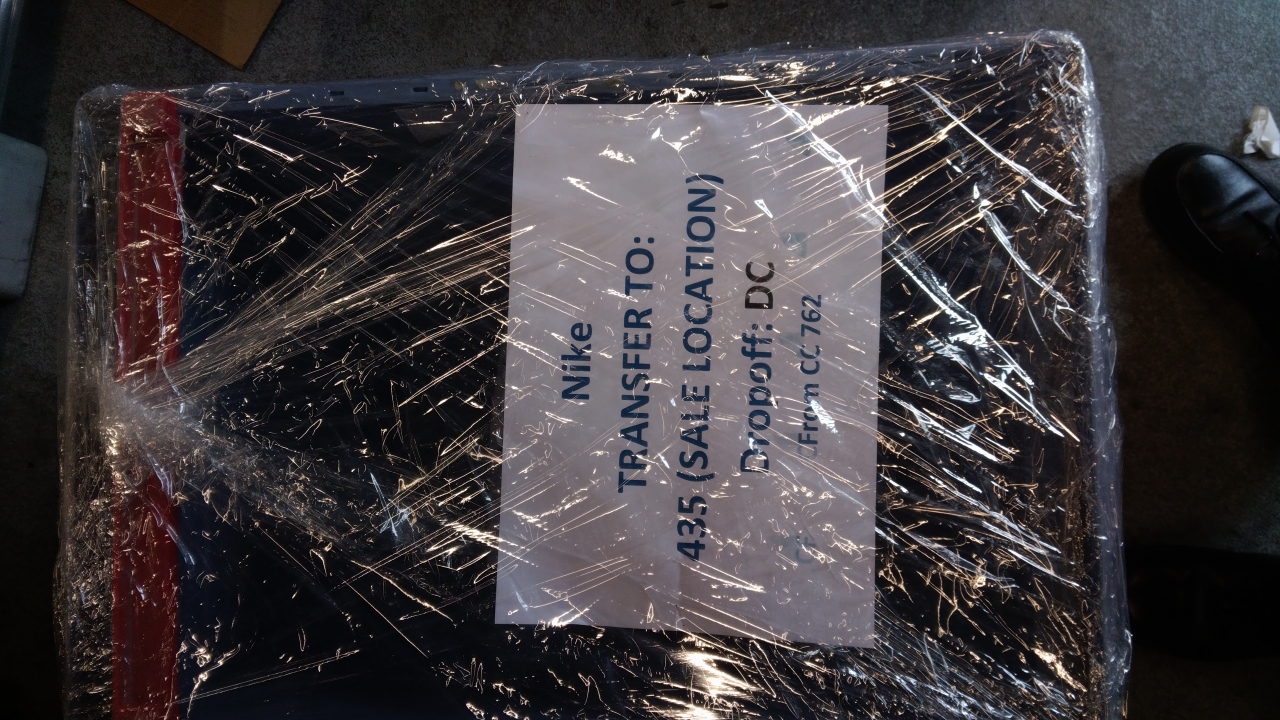 Nike
TRANSFER TO:
435 (SALE LOCATION)
Dropoff: DC
From CC 762